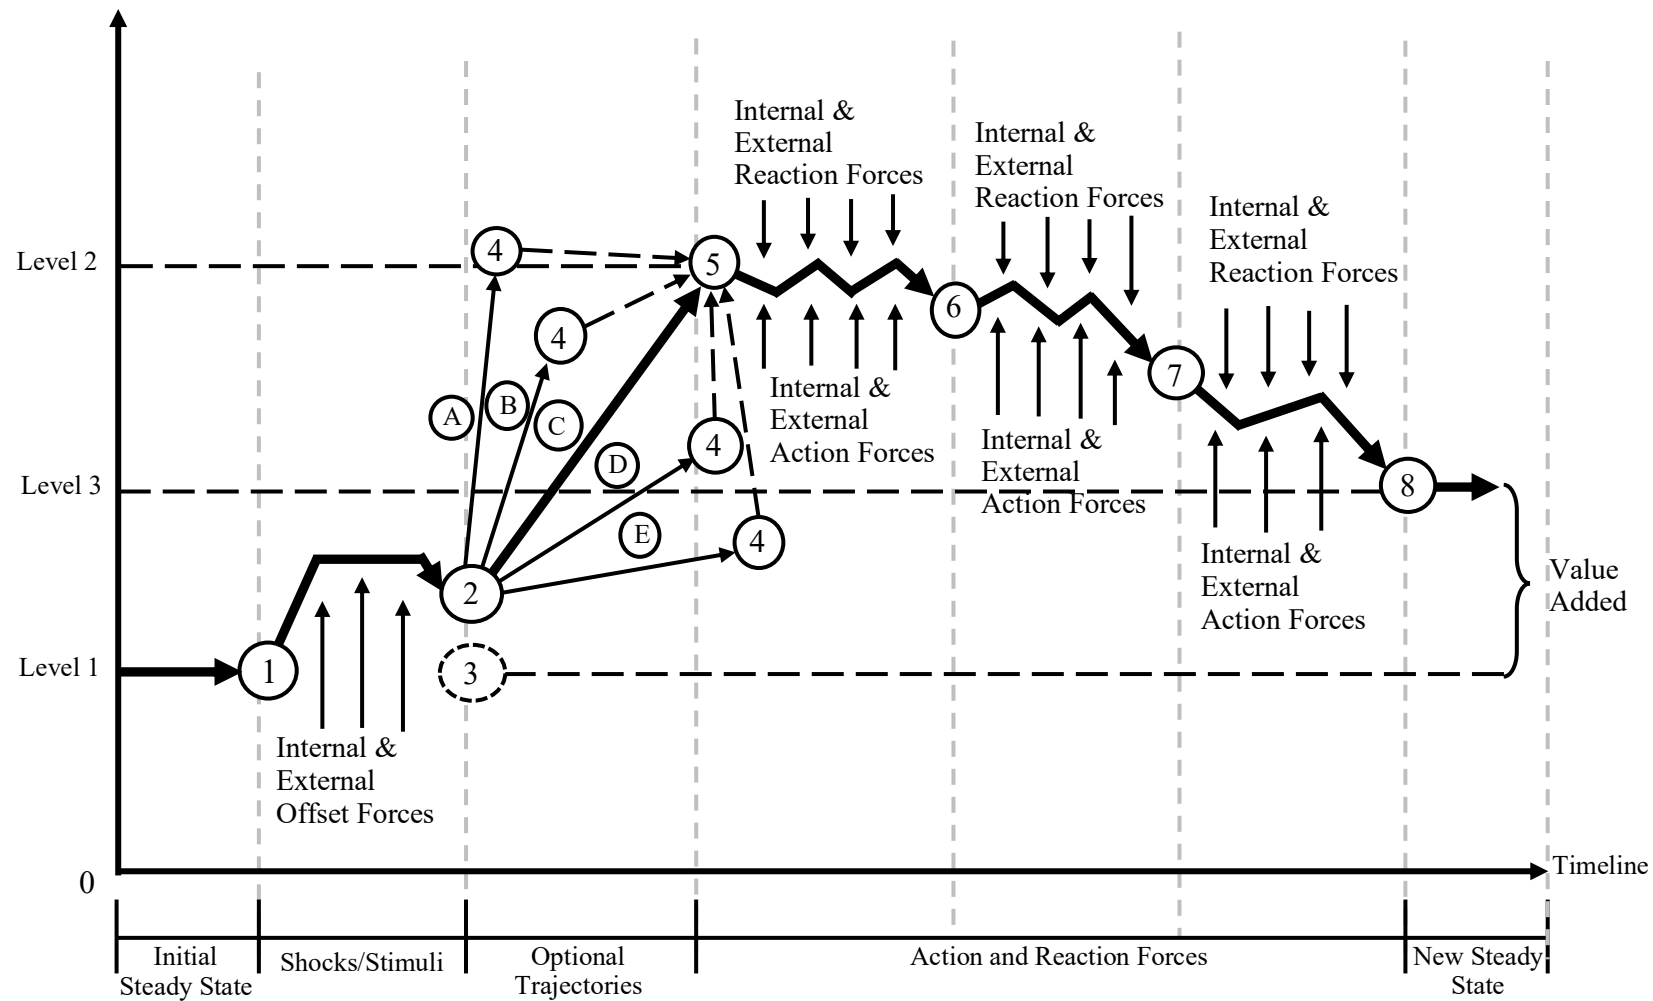 Internal &
External
Reaction Forces
Internal &
External
Reaction Forces
Internal &
External
Reaction Forces
Level 2
4
5
6
4
7
A
B
C
D
E
4
4
Internal &
External
Action Forces
Internal &
External
Action Forces
Internal &
External
Action Forces
Level 3
8
2
Value
Added
Level 1
1
3
Internal &
External
Offset Forces
0
Timeline
Initial
Steady State
Shocks/Stimuli
Optional
Trajectories
Action and Reaction Forces
New Steady
State